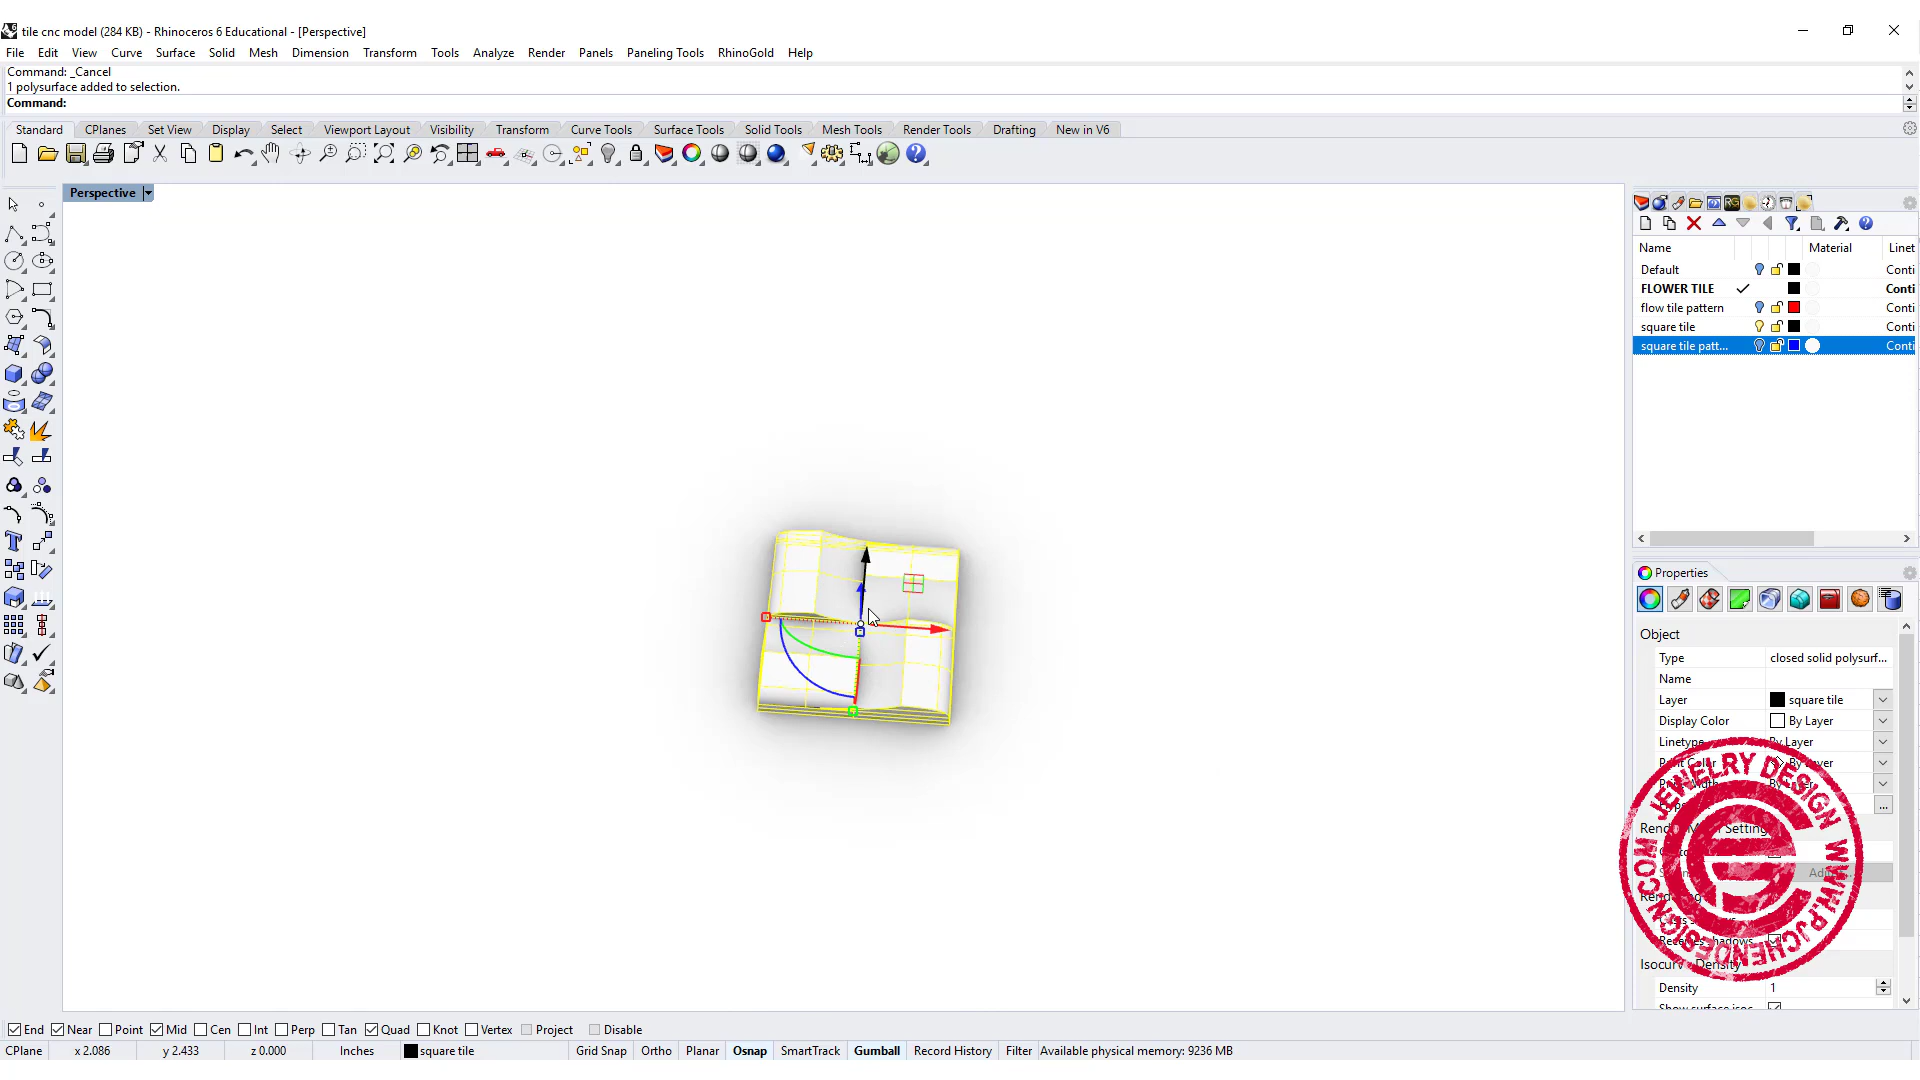 tile cnc model (284 KB) - Rhinoceros 6 Educational - [Perspective]
File Edit View Curve Surface Solid Mesh Dimension Transform Tools Analyze Render Panels Paneling Tools RhinoGold Help
Command: _Cancel
1 polysurface added to selection.
Command:
Standard CPlanes Set View Display Select Viewport Layout Visibility Transform Curve Tools Surface Tools Solid Tools Mesh Tools Render Tools Drafting New in V6
Perspective
RG
Name Material Linet
Default Conti
FLOWER TILE Conti
flow tile pattern Conti
square tile Conti
square tile patt... Conti
Properties
Object
Type closed solid polysurf...
Name
Layer square tile
Display Color By Layer
Linetype By Layer
By Layer
Density
Density 1
JEWELRY DESIGN WWW.PJCHENDESIGN.COM
End Near Point Mid Cen Int Perp Tan Quad Knot Vertex Project Disable
CPlane x 2.086 y 2.433 z 0.000 Inches square tile Grid Snap Ortho Planar Osnap SmartTrack Gumball Record History Filter Available physical memory: 9236 MB